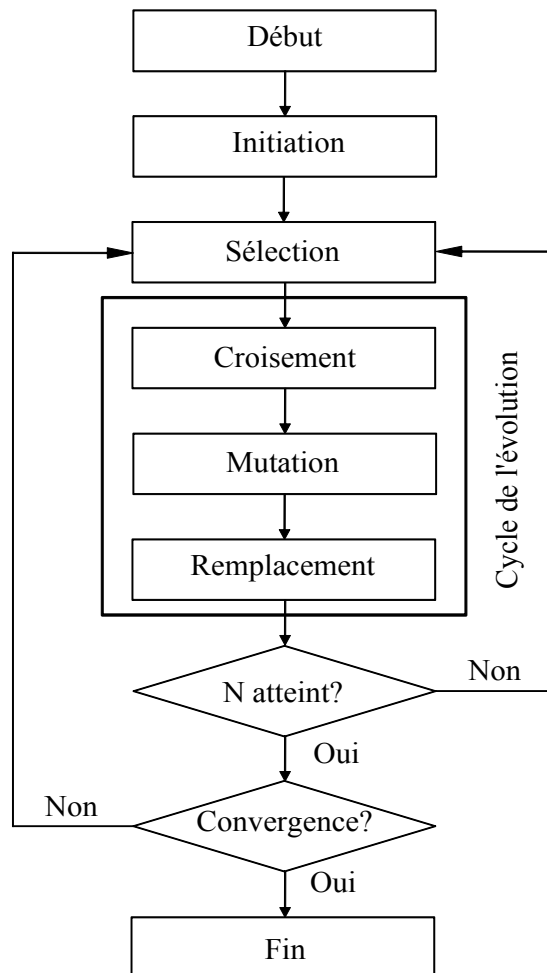 Début
Initiation
Sélection
Croisement
Mutation
Remplacement
Cycle de l'évolution
N atteint?
Non
Oui
Convergence?
Non
Oui
Fin